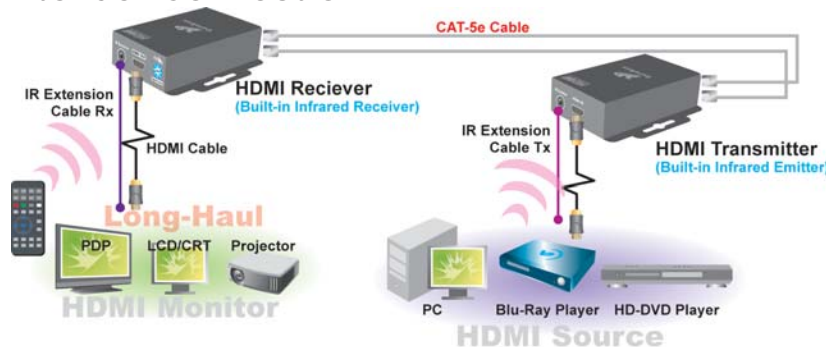 CAT-5e Cable
HDMI Reciever
(Built-in Infrared Receiver)
IR Extension
Cable Rx
HDMI Cable
IR Extension
Cable Tx
HDMI Transmitter
(Built-in Infrared Emitter)
Long-Haul
PDP
LCD/CRT
Projector
HDMI Monitor
PC
Blu-Ray Player
HD-DVD Player
HDMI Source